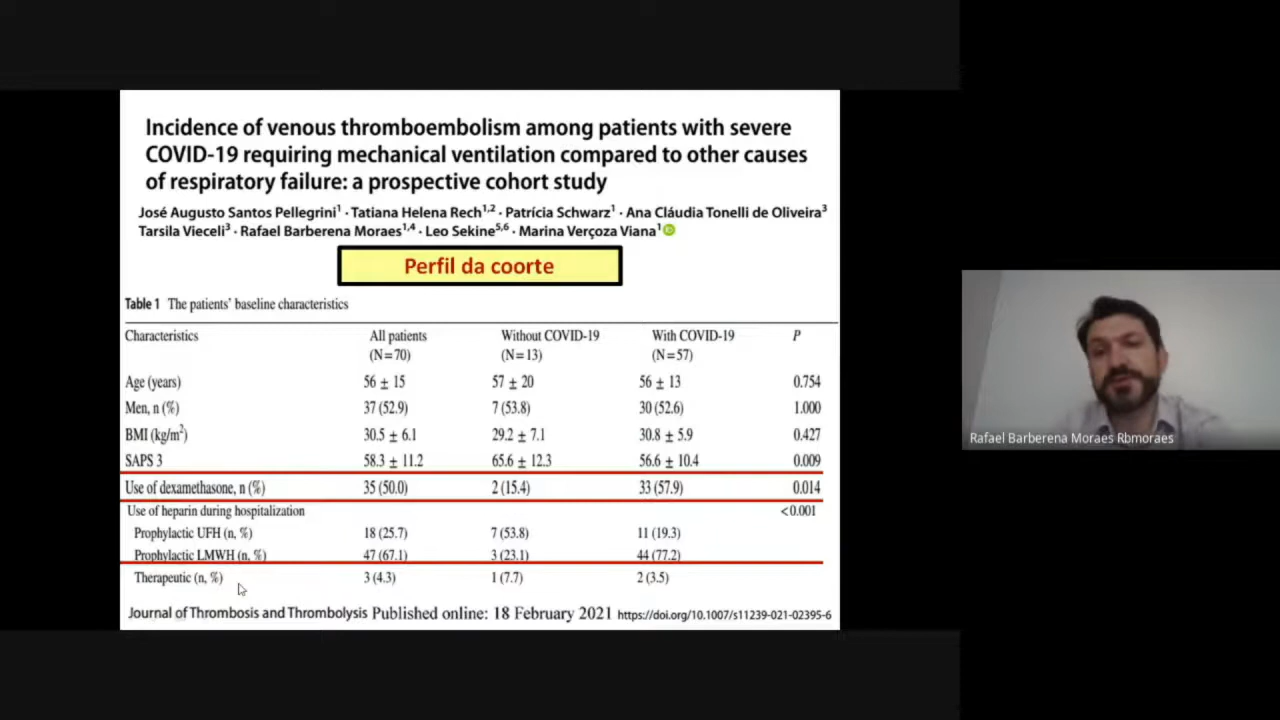 Incidence of venous thromboembolism among patients with severe
COVID-19 requiring mechanical ventilation compared to other causes
of respiratory failure: a prospective cohort study
José Augusto Santos Pellegrini¹ · Tatiana Helena Rech¹,² · Patrícia Schwarz¹ · Ana Cláudia Tonelli de Oliveira³
Tarsila Vieceli³ · Rafael Barberena Moraes¹,⁴ · Leo Sekine⁵,⁶ · Marina Verçoza Viana¹
Perfil da coorte
Table 1 The patients' baseline characteristics
Characteristics All patients Without COVID-19 With COVID-19 P
(N=70) (N=13) (N=57)
Age (years) 56 ± 15 57 ± 20 56 ± 13 0.754
Men, n (%) 37 (52.9) 7 (53.8) 30 (52.6) 1.000
BMI (kg/m²) 30.5 ± 6.1 29.2 ± 7.1 30.8 ± 5.9 0.427
SAPS 3 58.3 ± 11.2 65.6 ± 12.3 56.6 ± 10.4 0.009
Use of dexamethasone, n (%) 35 (50.0) 2 (15.4) 33 (57.9) 0.014
Use of heparin during hospitalization <0.001
Prophylactic UFH (n, %) 18 (25.7) 7 (53.8) 11 (19.3)
Prophylactic LMWH (n, %) 47 (67.1) 3 (23.1) 44 (77.2)
Therapeutic (n, %) 3 (4.3) 1 (7.7) 2 (3.5)
Journal of Thrombosis and Thrombolysis Published online: 18 February 2021 https://doi.org/10.1007/s11239-021-02395-6
Rafael Barberena Moraes Rbmoraes